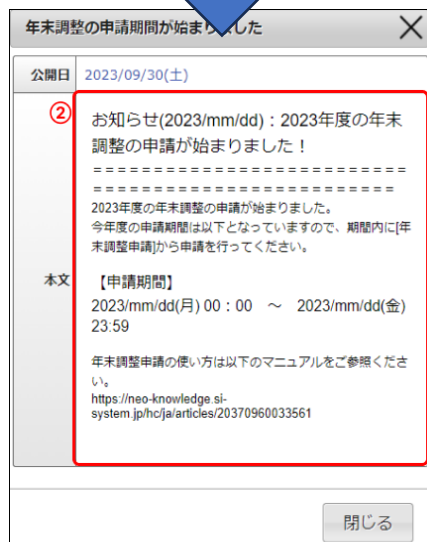 年末調整の申請期間が始まりました
公開日 2023/09/30(土)
②
お知らせ(2023/mm/dd)：2023年度の年末
調整の申請が始まりました！
==========================
=========================
2023年度の年末調整の申請が始まりました。
今年度の申請期間は以下となっていますので、期間内に[年
末調整申請]から申請を行ってください。
本文
【申請期間】
2023/mm/dd(月) 00：00　～　2023/mm/dd(金)
23:59
年末調整申請の使い方は以下のマニュアルをご参照くださ
い。
https://neo-knowledge.si-
system.jp/hc/ja/articles/20370960033561
閉じる